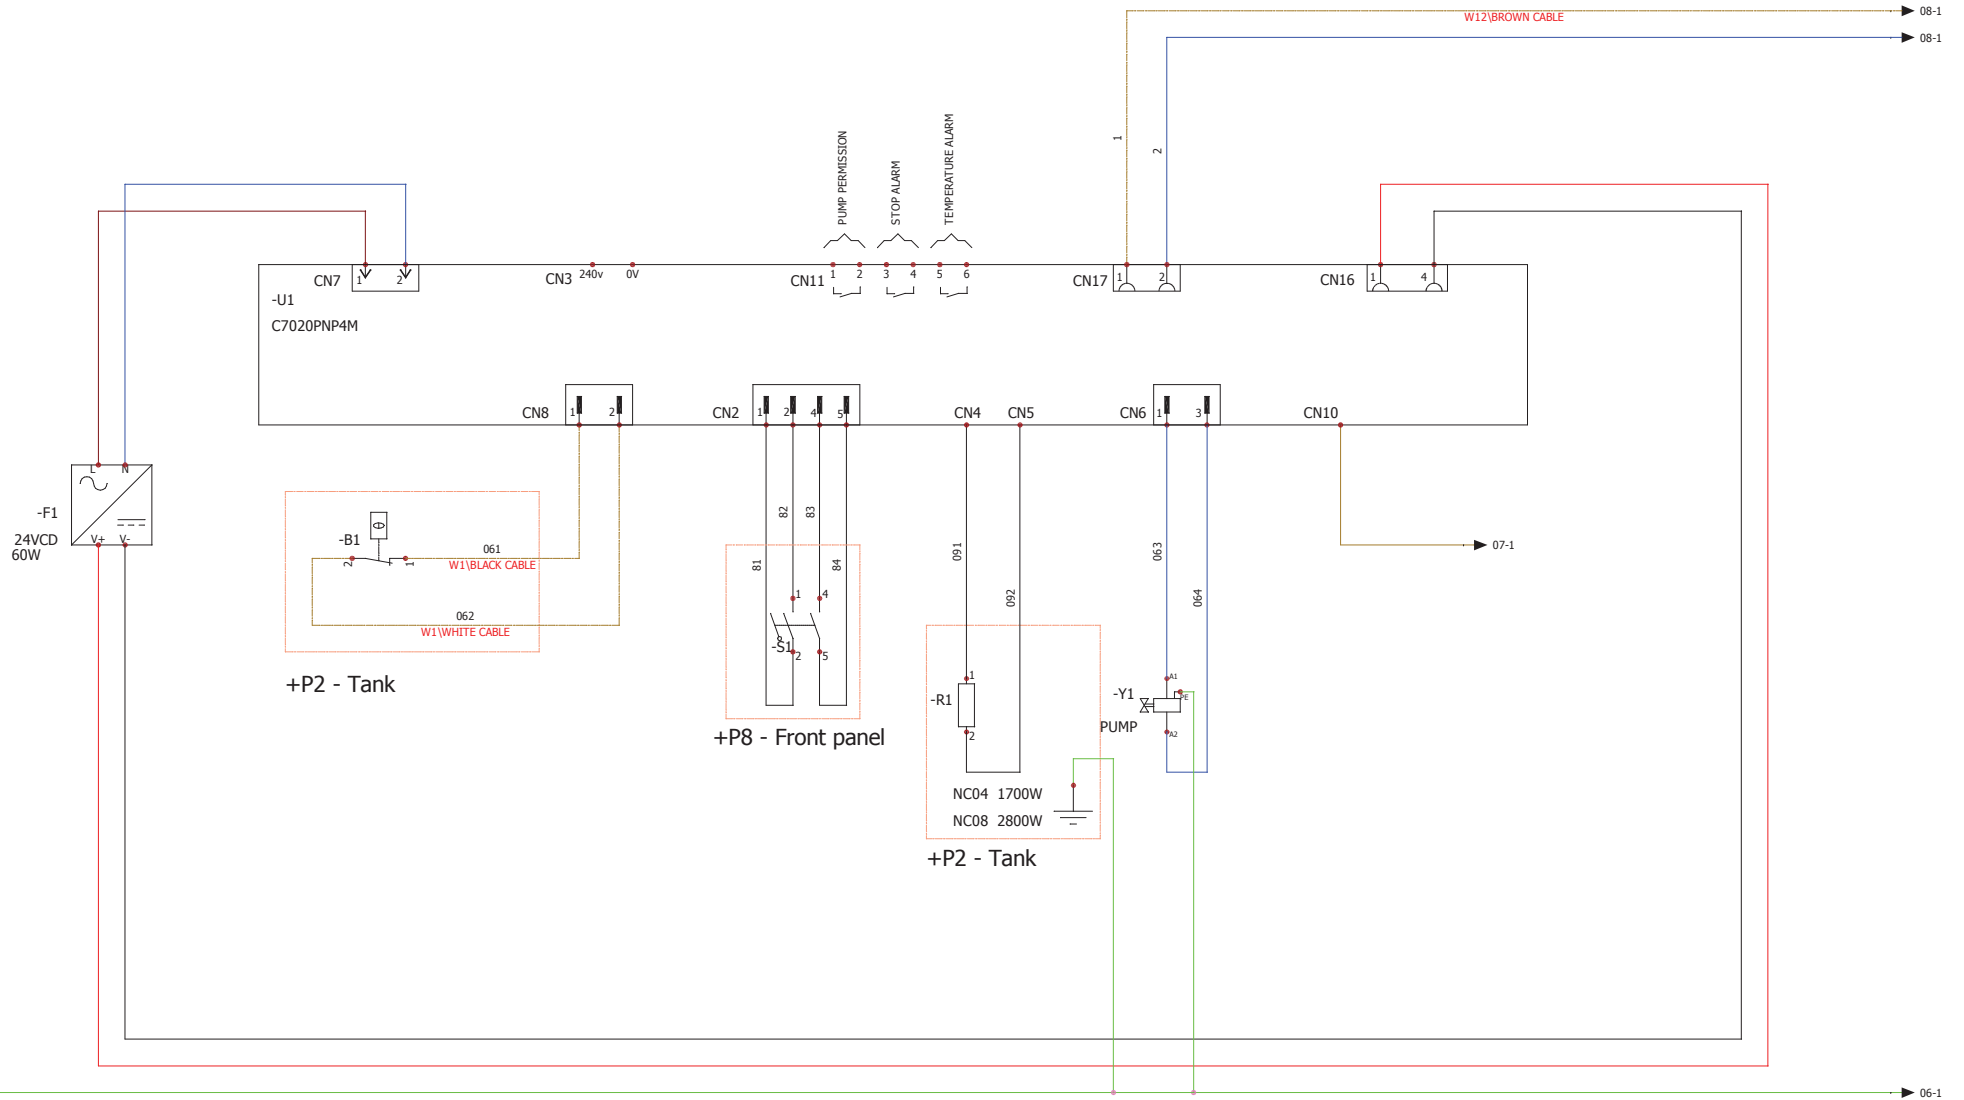 W12\BROWN CABLE
08-1
08-1
1
2
PUMP PERMISSION
STOP ALARM
TEMPERATURE ALARM
CN7 1 2
CN3 240v 0V
CN11 1 2 3 4 5 6
CN17 1 2
CN16 1 4
-U1
C7020PNP4M
CN8 1 2
CN2 1 2 4 5
CN4
CN5
CN6 1 3
CN10
L N
-F1
24VCD
60W
V+ V-
θ
-B1
2
1
061
W1\BLACK CABLE
062
W1\WHITE CABLE
+P2 - Tank
82
83
81
84
1
4
-S1
2
5
+P8 - Front panel
091
092
1
-R1
2
NC04 1700W
NC08 2800W
+P2 - Tank
063
064
A1
PE
-Y1
PUMP
A2
07-1
06-1